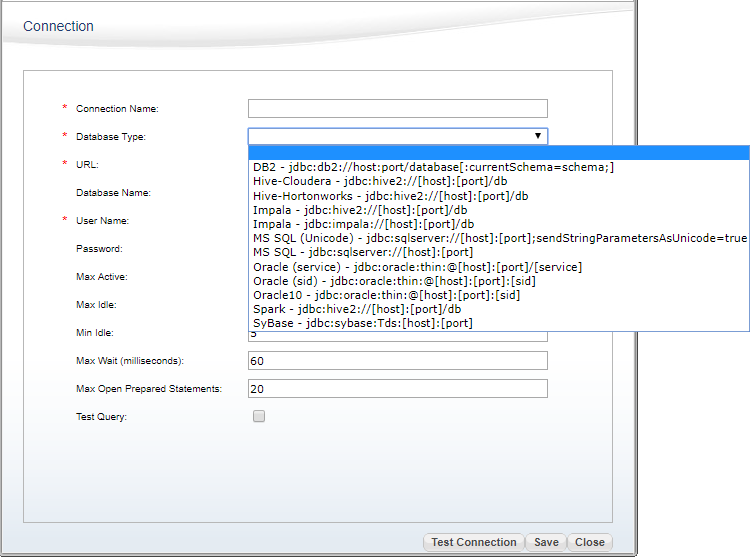 Connection
* Connection Name:
* Database Type:
* URL:
DB2 - jdbc:db2://host:port/database[:currentSchema=schema;]
Hive-Cloudera - jdbc:hive2://[host]:[port]/db
Database Name:
Hive-Hortonworks - jdbc:hive2://[host]:[port]/db
Impala - jdbc:hive2://[host]:[port]/db
* User Name:
Impala - jdbc:impala://[host]:[port]/db
MS SQL (Unicode) - jdbc:sqlserver://[host]:[port];sendStringParametersAsUnicode=true
Password:
MS SQL - jdbc:sqlserver://[host]:[port]
Oracle (service) - jdbc:oracle:thin:@[host]:[port]/[service]
Max Active:
Oracle (sid) - jdbc:oracle:thin:@[host]:[port]:[sid]
Oracle10 - jdbc:oracle:thin:@[host]:[port]:[sid]
Max Idle:
Spark - jdbc:hive2://[host]:[port]/db
SyBase - jdbc:sybase:Tds:[host]:[port]
Min Idle: 5
Max Wait (milliseconds): 60
Max Open Prepared Statements: 20
Test Query:
Test Connection Save Close